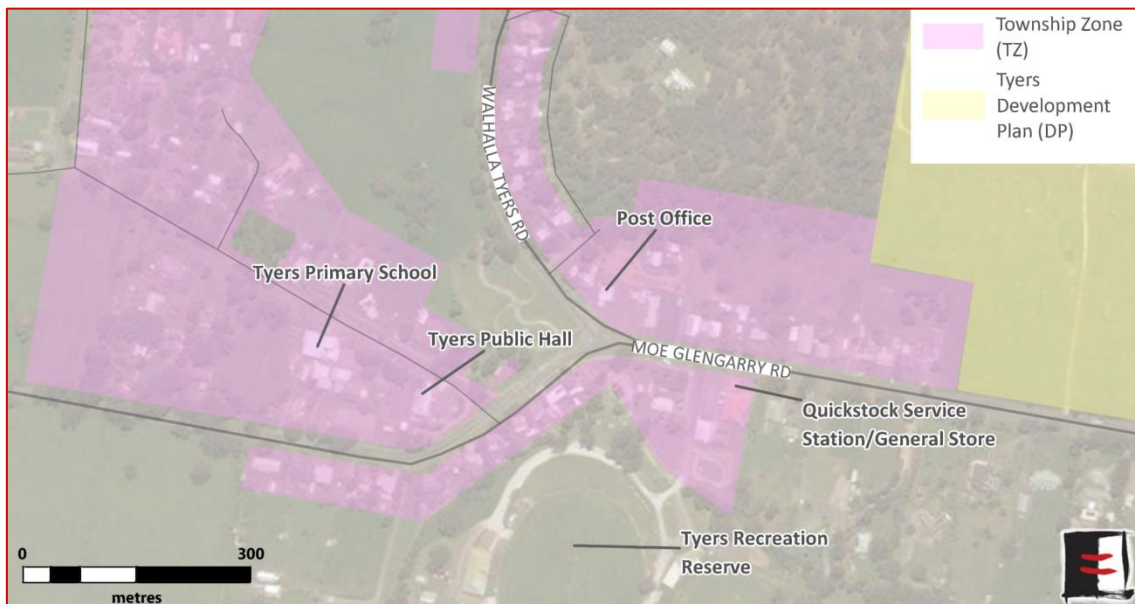 Township Zone
(TZ)
Tyers
Development
Plan (DP)
WALHALLA TYERS RD
Post Office
Tyers Primary School
Tyers Public Hall
MOE GLENGARRY RD
Quickstock Service
Station/General Store
Tyers Recreation
Reserve
0 300
metres